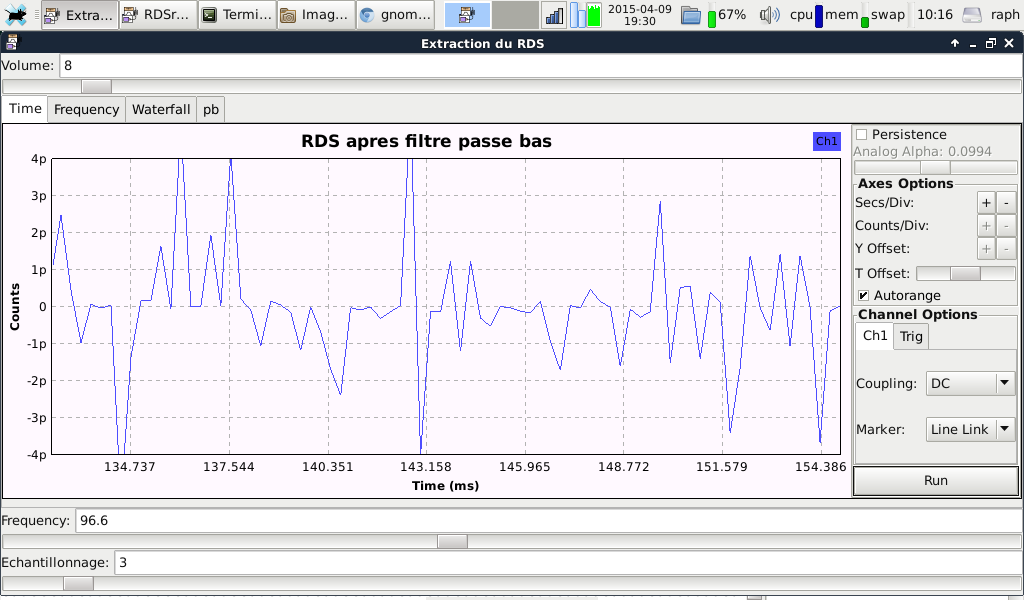 Extra... RDSr... Termi... Imag... gnom... 2015-04-09 67% cpu mem swap 10:16 raph
19:30
Extraction du RDS
Volume: 8
Time Frequency Waterfall pb
RDS apres filtre passe bas
Ch1
Persistence
Analog Alpha: 0.0994
Axes Options
Secs/Div: + -
Counts/Div: + -
Y Offset: + -
T Offset:
Autorange
Channel Options
Ch1 Trig
Coupling: DC
Marker: Line Link
Run
Counts
4p
3p
2p
1p
0
-1p
-2p
-3p
-4p
134.737 137.544 140.351 143.158 145.965 148.772 151.579 154.386
Time (ms)
Frequency: 96.6
Echantillonnage: 3